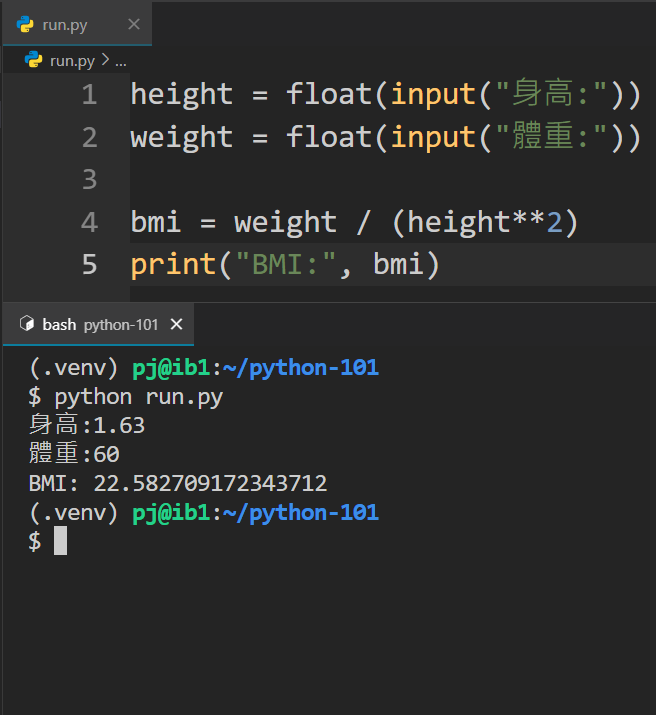 run.py
run.py > ...
1 height = float(input("身高:"))
2 weight = float(input("體重:"))
3
4 bmi = weight / (height**2)
5 print("BMI:", bmi)
bash python-101
(.venv) pj@ib1:~/python-101
$ python run.py
身高:1.63
體重:60
BMI: 22.582709172343712
(.venv) pj@ib1:~/python-101
$